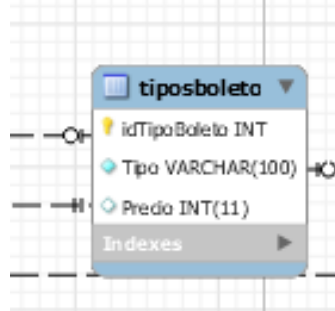 tiposboleto
idTipoBoleto INT
Tipo VARCHAR(100)
Precio INT(11)
Indexes